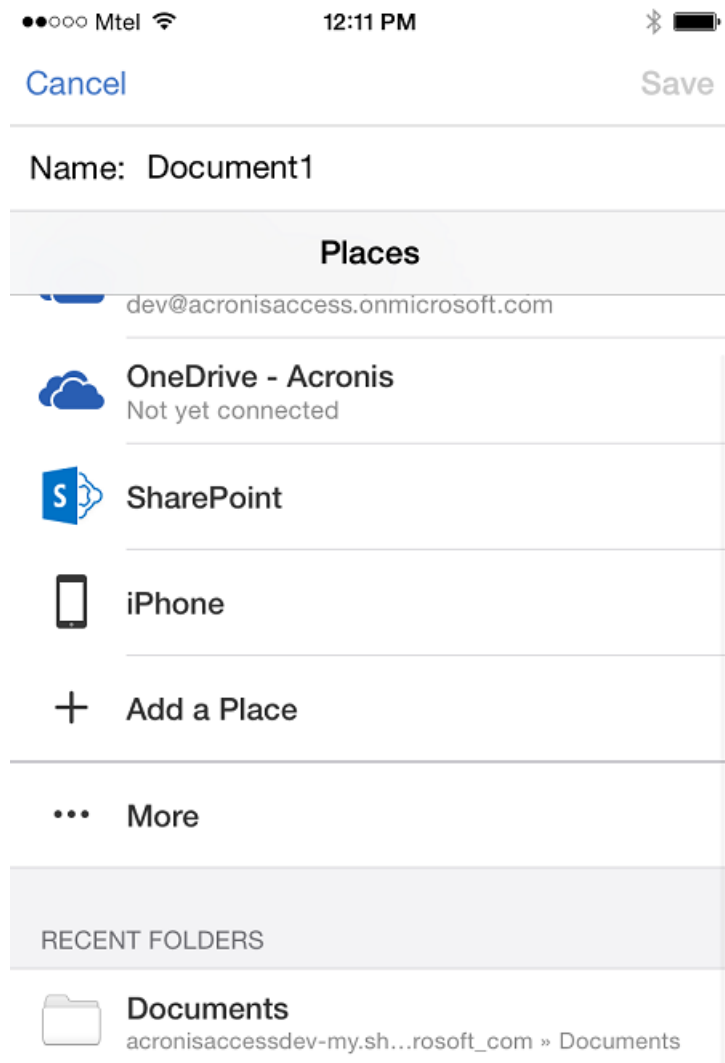 Mtel 12:11 PM
Cancel Save
Name: Document1
Places
dev@acronisaccess.onmicrosoft.com
OneDrive - Acronis
Not yet connected
S
SharePoint
iPhone
Add a Place
More
RECENT FOLDERS
Documents
acronisaccessdev-my.sh...rosoft_com » Documents